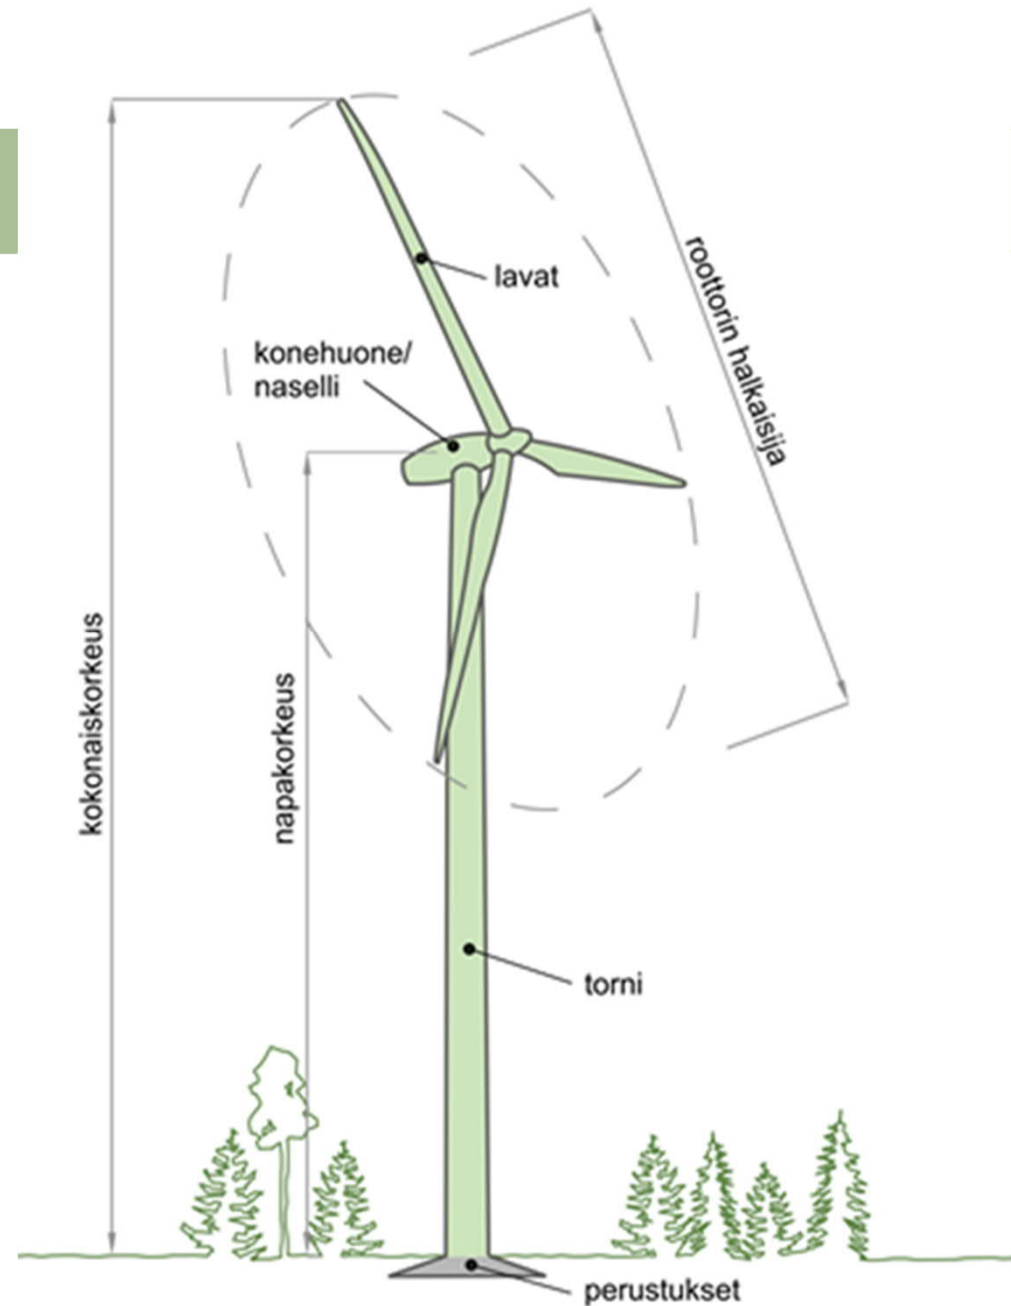 lavat
konehuone/
naselli
roottorin halkaisija
kokonaiskorkeus
napakorkeus
torni
perustukset